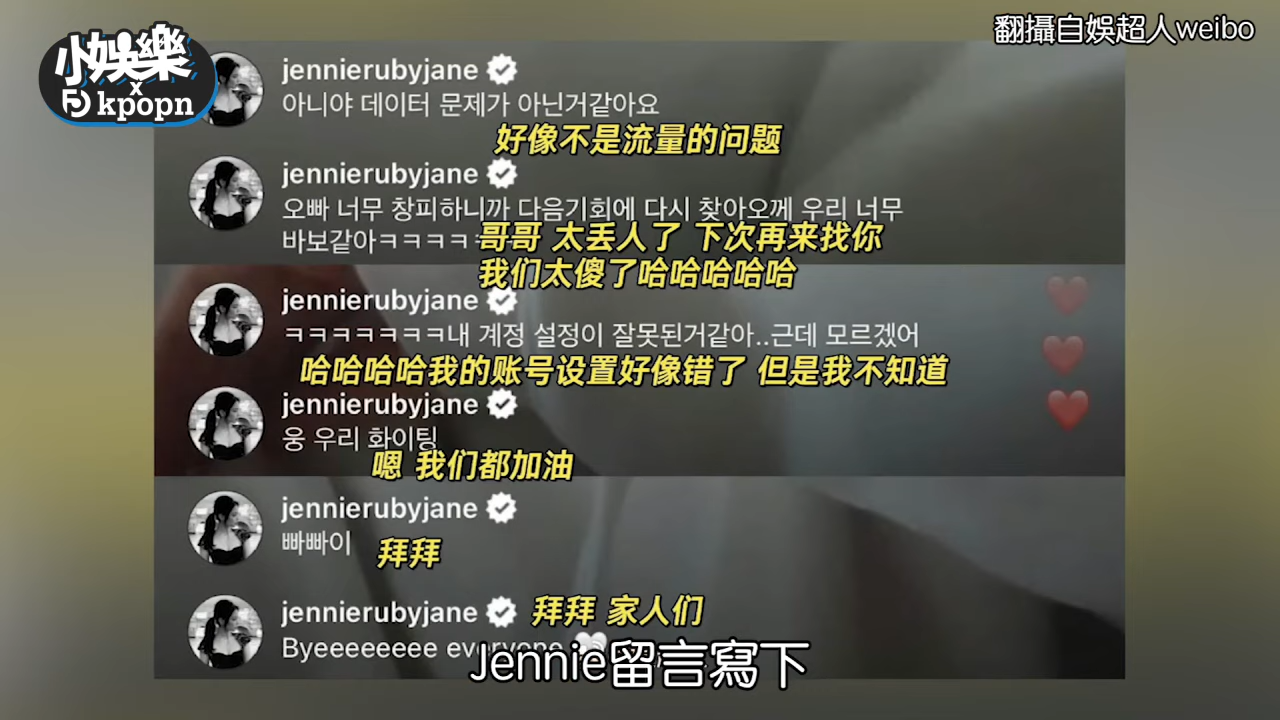 翻攝自娛超人weibo
小娛樂
x
kpopn
jennierubyjane
아니야 데이터 문제가 아닌거같아요
好像不是流量的问题
jennierubyjane
오빠 너무 창피하니까 다음기회에 다시 찾아오께 우리 너무
바보같아ㅋㅋㅋㅋ
哥哥 太丢人了 下次再来找你
我们太傻了哈哈哈哈哈
jennierubyjane
ㅋㅋㅋㅋㅋㅋㅋ내 계정 설정이 잘못된거같아..근데 모르겠어
哈哈哈哈我的账号设置好像错了 但是我不知道
jennierubyjane
웅 우리 화이팅
嗯 我们都加油
jennierubyjane
빠빠이
拜拜
jennierubyjane
拜拜 家人们
Byeeeeeeee everyone
Jennie留言寫下